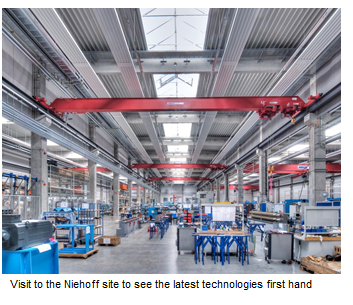 Visit to the Niehoff site to see the latest technologies first hand